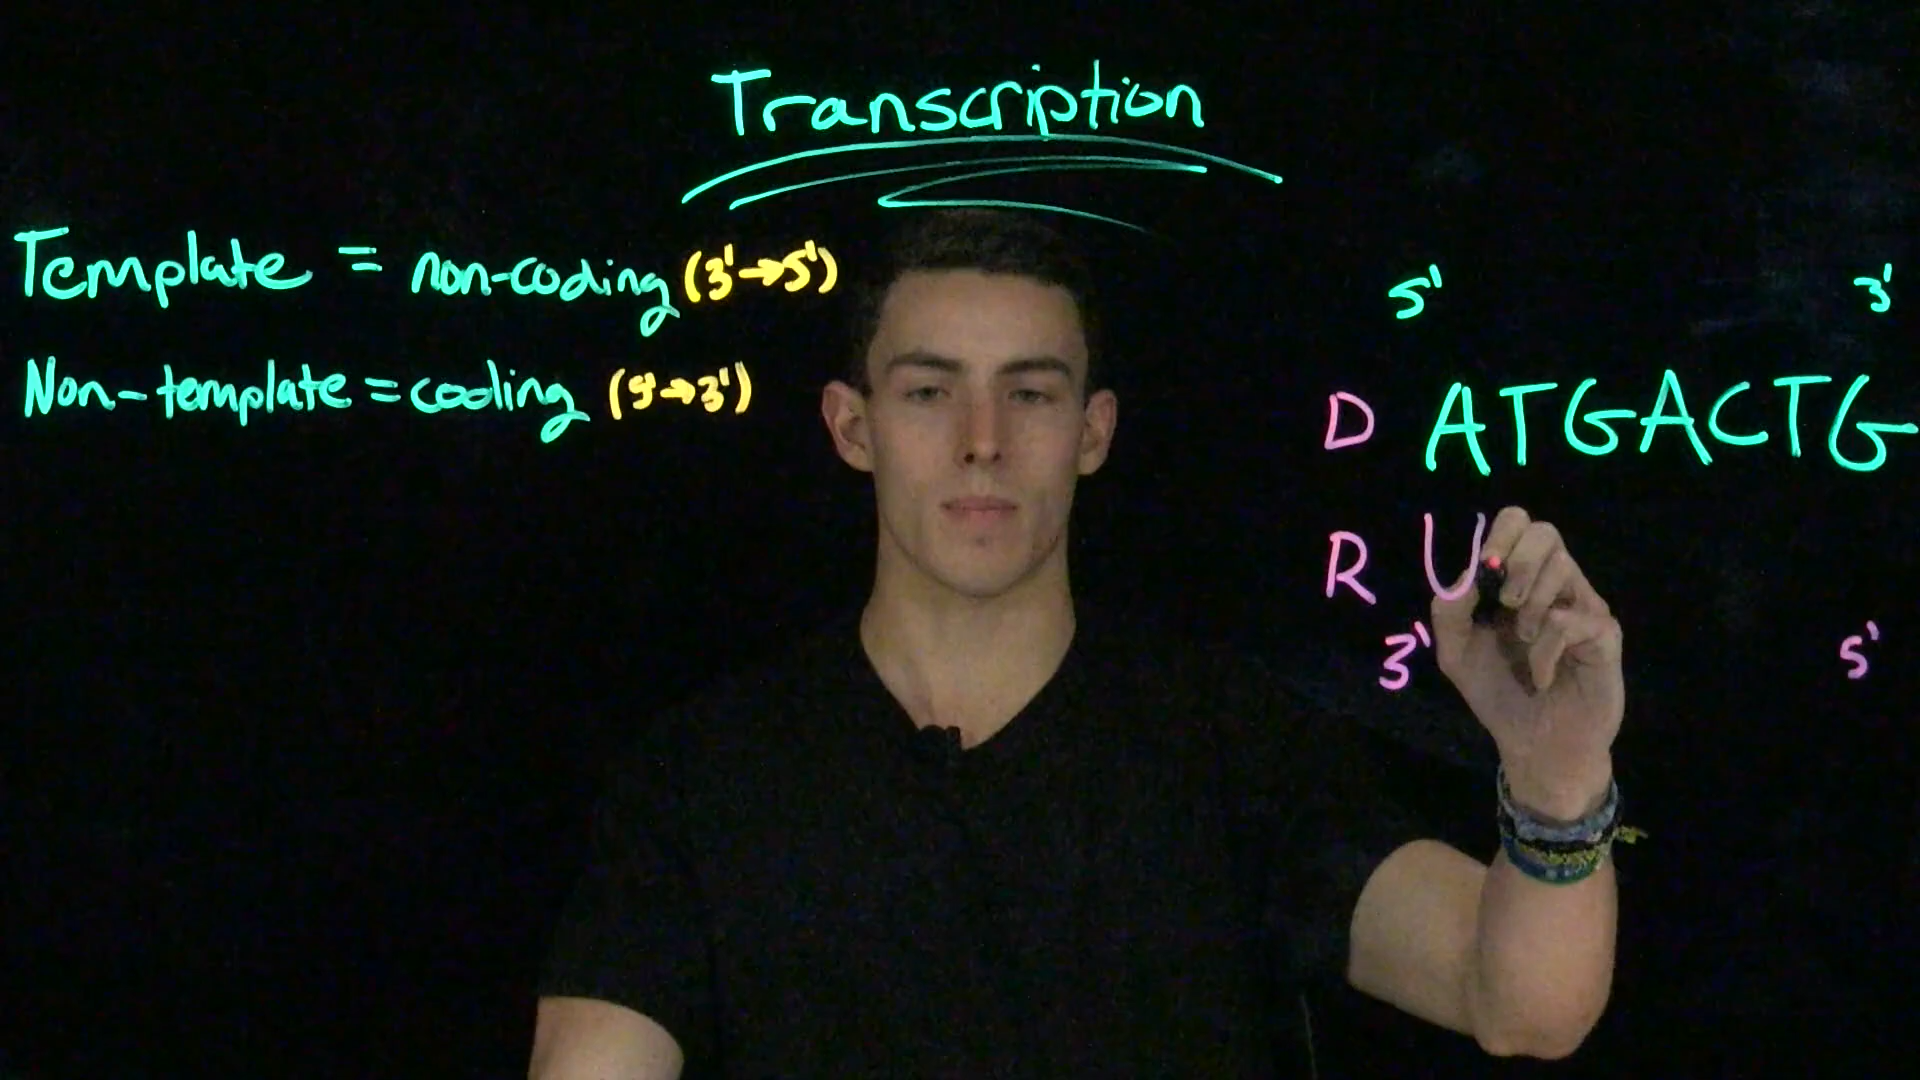 Transcription
Template = non-coding (3'→5')
Non-template = coding (5'→3')
5' 3'
D ATGACTG
R U
3' 5'